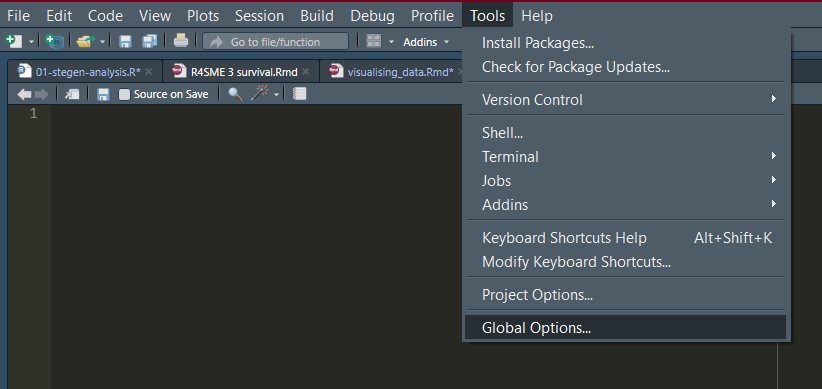 File Edit Code View Plots Session Build Debug Profile Tools Help
Go to file/function Addins
01-stegen-analysis.R* R4SME 3 survival.Rmd visualising_data.Rmd*
Source on Save
1
Install Packages...
Check for Package Updates...
Version Control
Shell...
Terminal
Jobs
Addins
Keyboard Shortcuts Help Alt+Shift+K
Modify Keyboard Shortcuts...
Project Options...
Global Options...